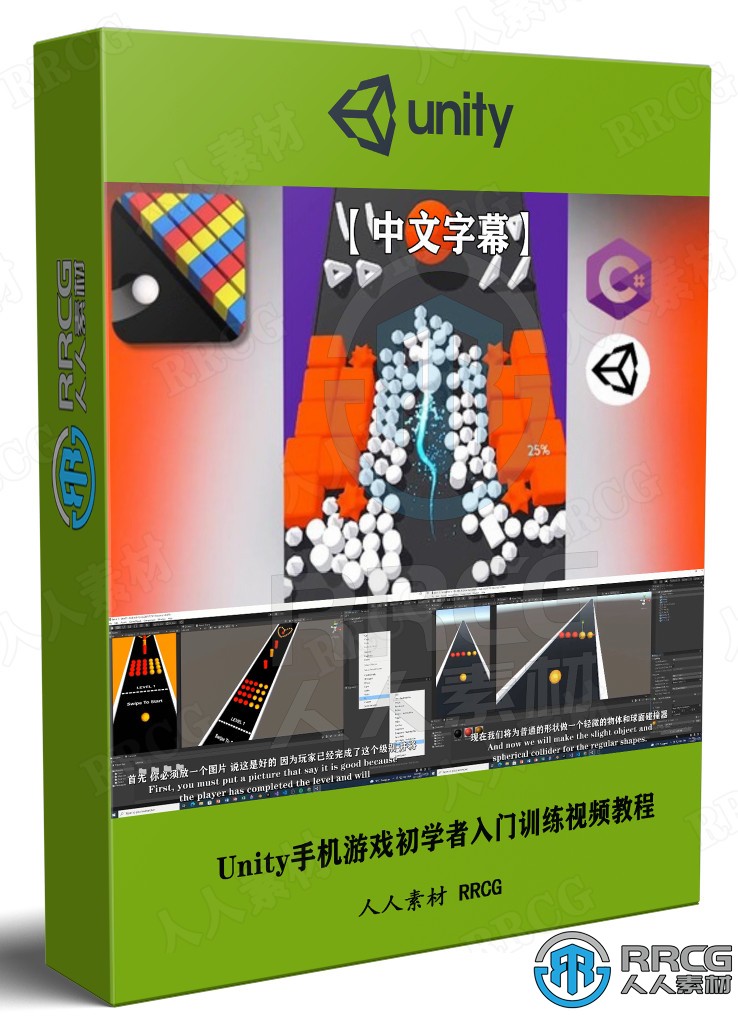 unity
【中文字幕】
C#
25%
RRCG
人人素材
LEVEL 1
Swipe To Start
LEVEL 1
Swipe To Start
首先 你必须放一个图片 说这是好的 因为玩家已经完成了这个级别
First, you must put a picture that say it is good because
the player has completed the level and will
现在我们将为普通的形状做一个轻微的物体和球面碰撞器
And now we will make the slight object and
spherical collider for the regular shapes.
Unity手机游戏初学者入门训练视频教程
人人素材 RRCG
RRCG
人人素材